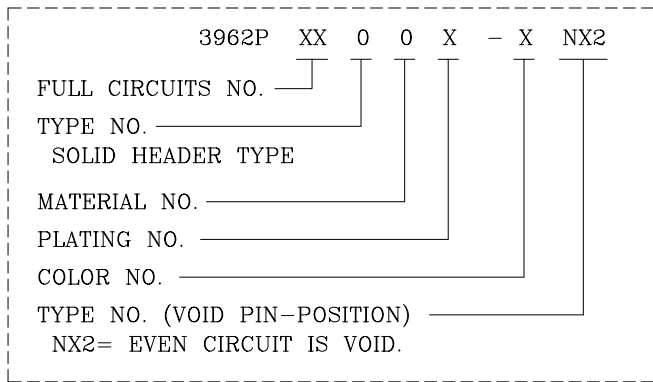 3962P XX 0 0 X - X NX2
FULL CIRCUITS NO.
TYPE NO.
SOLID HEADER TYPE
MATERIAL NO.
PLATING NO.
COLOR NO.
TYPE NO. (VOID PIN-POSITION)
NX2= EVEN CIRCUIT IS VOID.